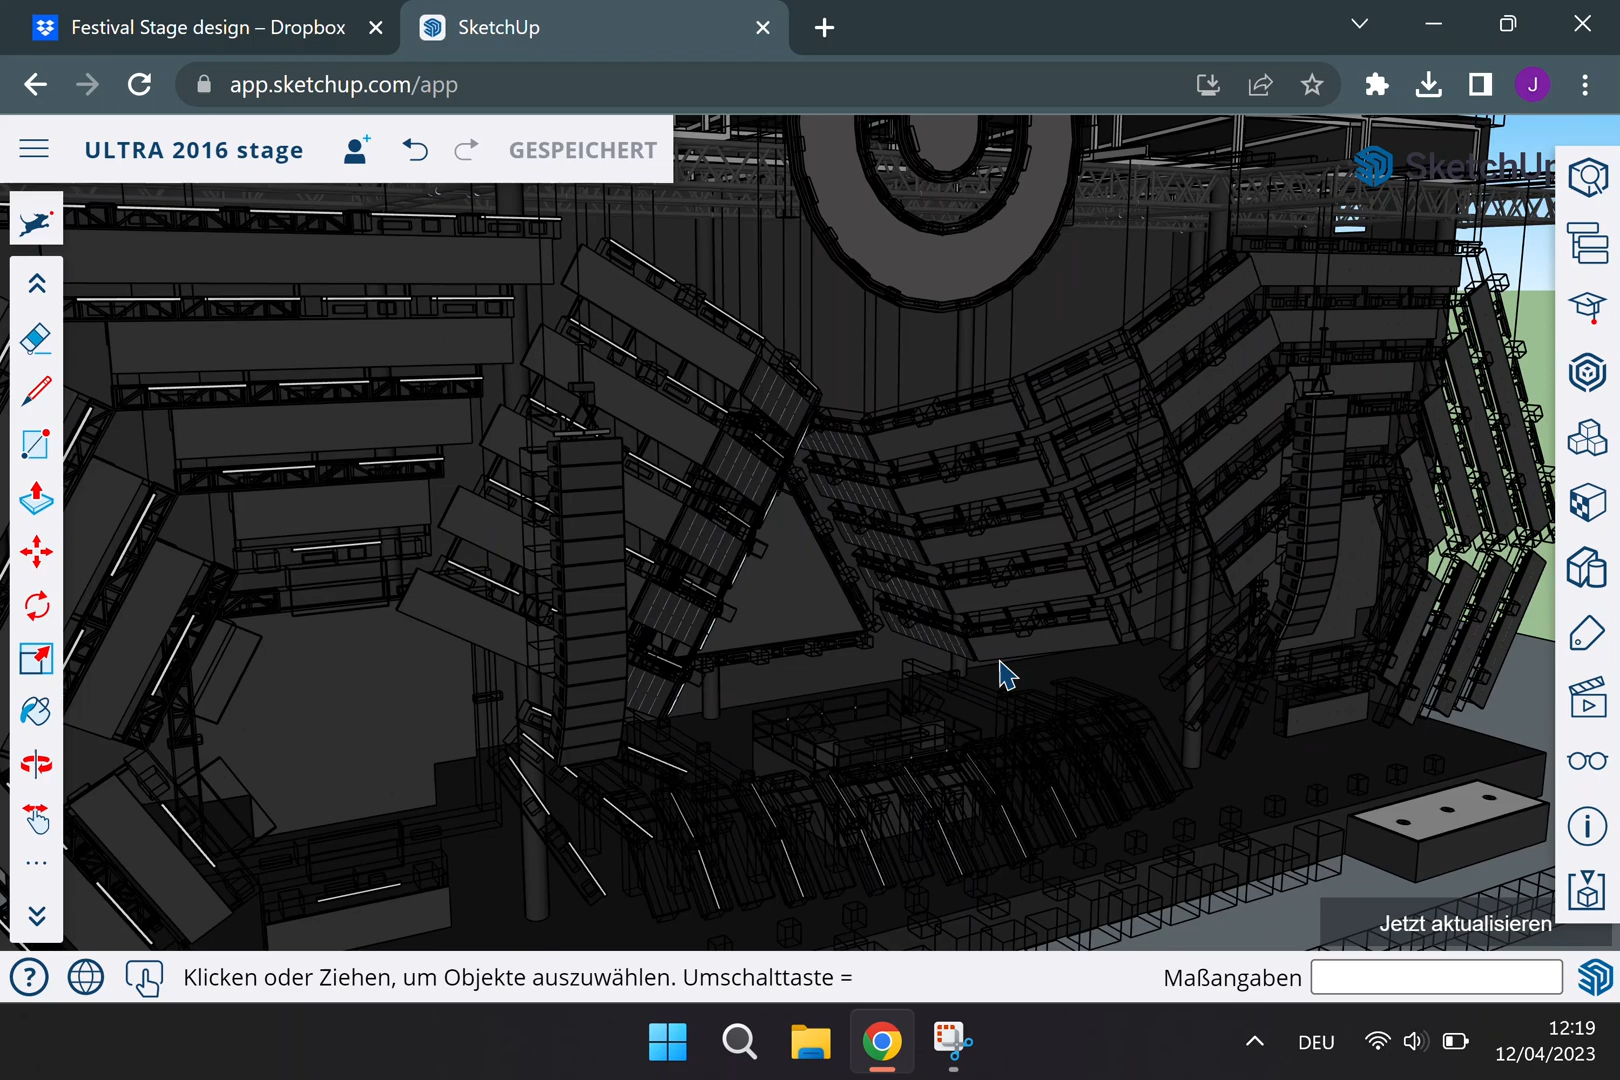 Festival Stage design – Dropbox
SketchUp
app.sketchup.com/app
J
ULTRA 2016 stage
GESPEICHERT
SketchUp
Jetzt aktualisieren
Klicken oder Ziehen, um Objekte auszuwählen. Umschalttaste =
Maßangaben
DEU
12:19
12/04/2023